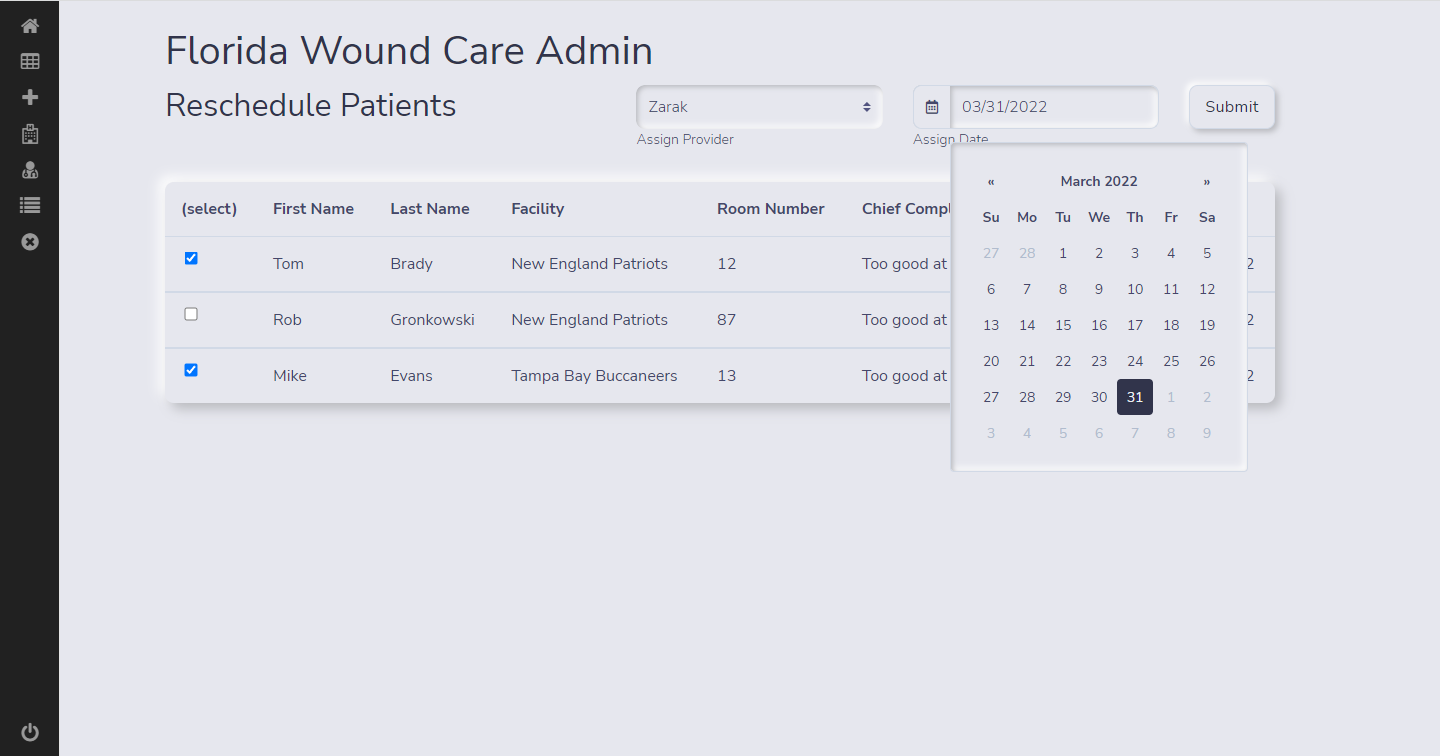 Florida Wound Care Admin
Reschedule Patients
Zarak
03/31/2022
Submit
Assign Provider
Assign Date
(select) First Name Last Name Facility Room Number Chief Compl
Tom Brady New England Patriots 12 Too good at 2
Rob Gronkowski New England Patriots 87 Too good at 2
Mike Evans Tampa Bay Buccaneers 13 Too good at 2
« March 2022 »
Su Mo Tu We Th Fr Sa
27 28 1 2 3 4 5
6 7 8 9 10 11 12
13 14 15 16 17 18 19
20 21 22 23 24 25 26
27 28 29 30 31 1 2
3 4 5 6 7 8 9